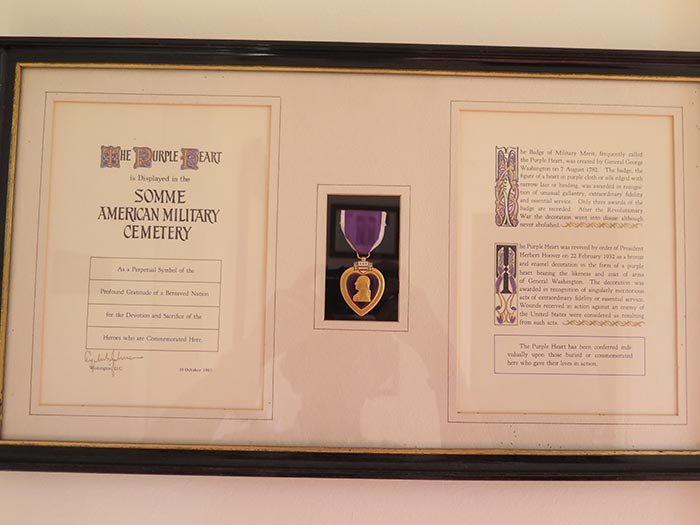 THE PURPLE HEART
is Displayed in the
SOMME
AMERICAN MILITARY
CEMETERY
As a Perpetual Symbol of the
Profound Gratitude of a Bereaved Nation
for the Devotion and Sacrifice of the
Heroes who are Commemorated Here.
Washington, D.C.
The Badge of Military Merit, frequently called
the Purple Heart, was created by General George
Washington on 7 August 1782. The badge, the
figure of a heart in purple cloth or silk edged with
narrow lace or binding, was awarded in recogni-
tion of unusual gallantry, extraordinary fidelity
and essential service. Only three awards of the
badge are recorded. After the Revolutionary
War the decoration went into disuse although
never abolished.
The Purple Heart was revived by order of President
Herbert Hoover on 22 February 1932 as a bronze
and enamel decoration in the form of a purple
heart bearing the likeness and coat of arms
of General Washington. The decoration was
awarded in recognition of singularly meritorious
acts of extraordinary fidelity or essential service.
Wounds received in action against an enemy of
the United States were considered as resulting
from such acts.
The Purple Heart has been conferred indi-
vidually upon those buried or commemorated
here who gave their lives in action.